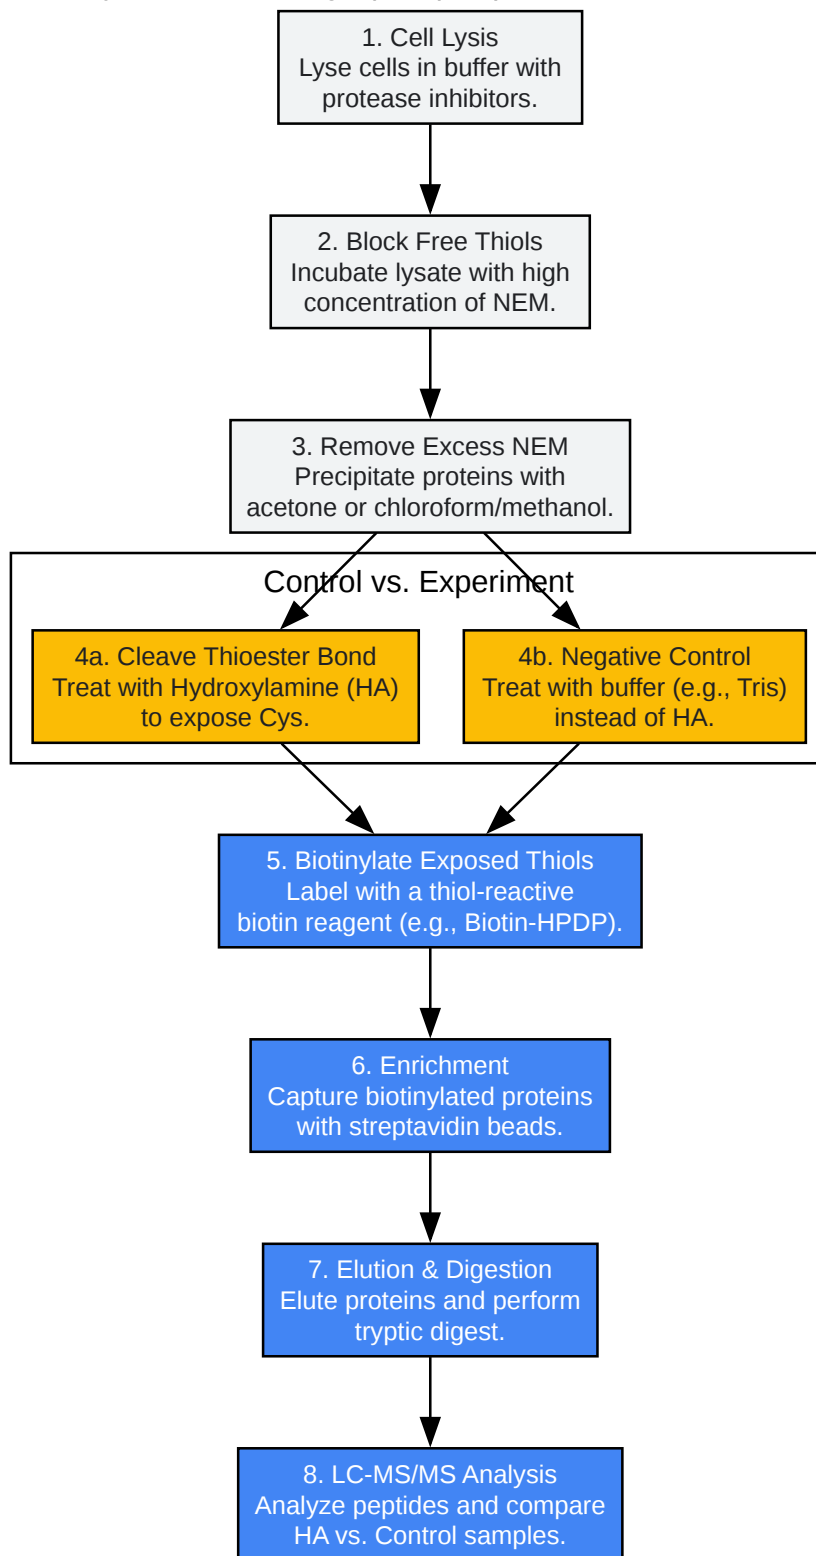 1. Cell Lysis
Lyse cells in buffer with
protease inhibitors.
2. Block Free Thiols
Incubate lysate with high
concentration of NEM.
3. Remove Excess NEM
Precipitate proteins with
acetone or chloroform/methanol.
Control vs. Experiment
4a. Cleave Thioester Bond
Treat with Hydroxylamine (HA)
to expose Cys.
4b. Negative Control
Treat with buffer (e.g., Tris)
instead of HA.
5. Biotinylate Exposed Thiols
Label with a thiol-reactive
biotin reagent (e.g., Biotin-HPDP).
6. Enrichment
Capture biotinylated proteins
with streptavidin beads.
7. Elution & Digestion
Elute proteins and perform
tryptic digest.
8. LC-MS/MS Analysis
Analyze peptides and compare
HA vs. Control samples.